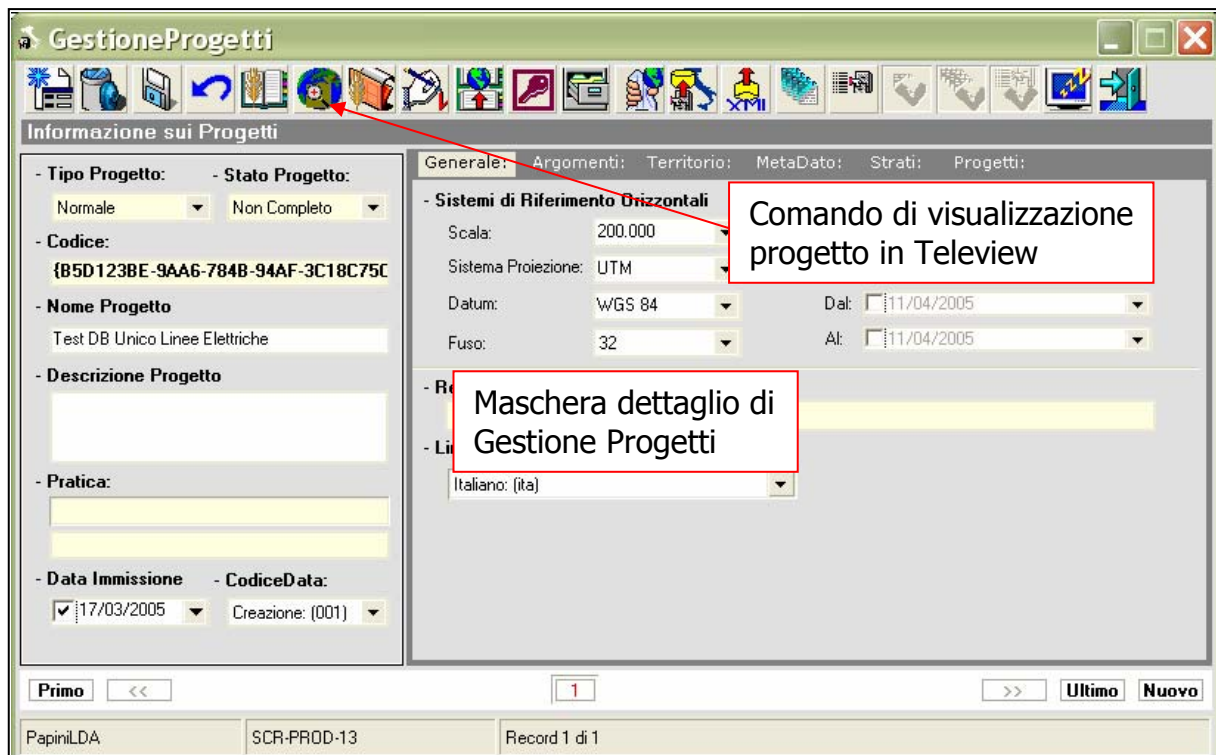 GestioneProgetti
XMI
Informazione sui Progetti
- Tipo Progetto: - Stato Progetto:
Normale Non Completo
- Codice:
{B5D123BE-9AA6-784B-94AF-3C18C75C
- Nome Progetto
Test DB Unico Linee Elettriche
- Descrizione Progetto
- Pratica:
- Data Immissione - CodiceData:
17/03/2005 Creazione: (001)
Generale: Argomenti: Territorio: MetaDato: Strati: Progetti:
- Sistemi di Riferimento Orizzontali
Scala: 200.000
Sistema Proiezione: UTM
Datum: WGS 84 Dal: 11/04/2005
Fuso: 32 Al: 11/04/2005
Comando di visualizzazione
progetto in Teleview
- Re
Maschera dettaglio di
Gestione Progetti
- Li
Italiano: (ita)
Primo << 1 >> Ultimo Nuovo
PapiniLDA SCR-PROD-13 Record 1 di 1